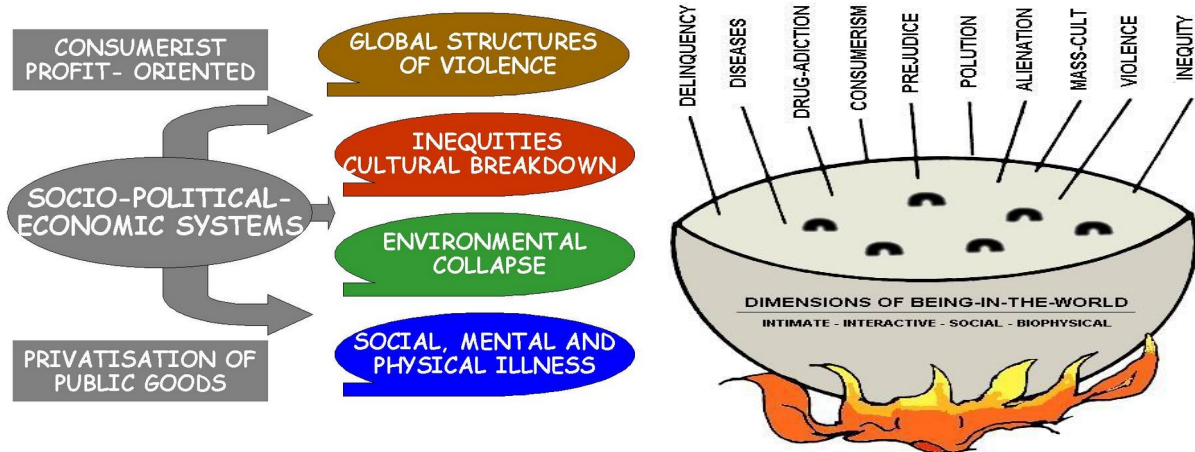 CONSUMERIST
PROFIT- ORIENTED
SOCIO-POLITICAL-
ECONOMIC SYSTEMS
PRIVATISATION OF
PUBLIC GOODS
GLOBAL STRUCTURES
OF VIOLENCE
INEQUITIES
CULTURAL BREAKDOWN
ENVIRONMENTAL
COLLAPSE
SOCIAL, MENTAL AND
PHYSICAL ILLNESS
DELINQUENCY
DISEASES
DRUG-ADICTION
CONSUMERISM
PREJUDICE
POLUTION
ALIENATION
MASS-CULT
VIOLENCE
INEQUITY
DIMENSIONS OF BEING-IN-THE-WORLD
INTIMATE - INTERACTIVE - SOCIAL - BIOPHYSICAL